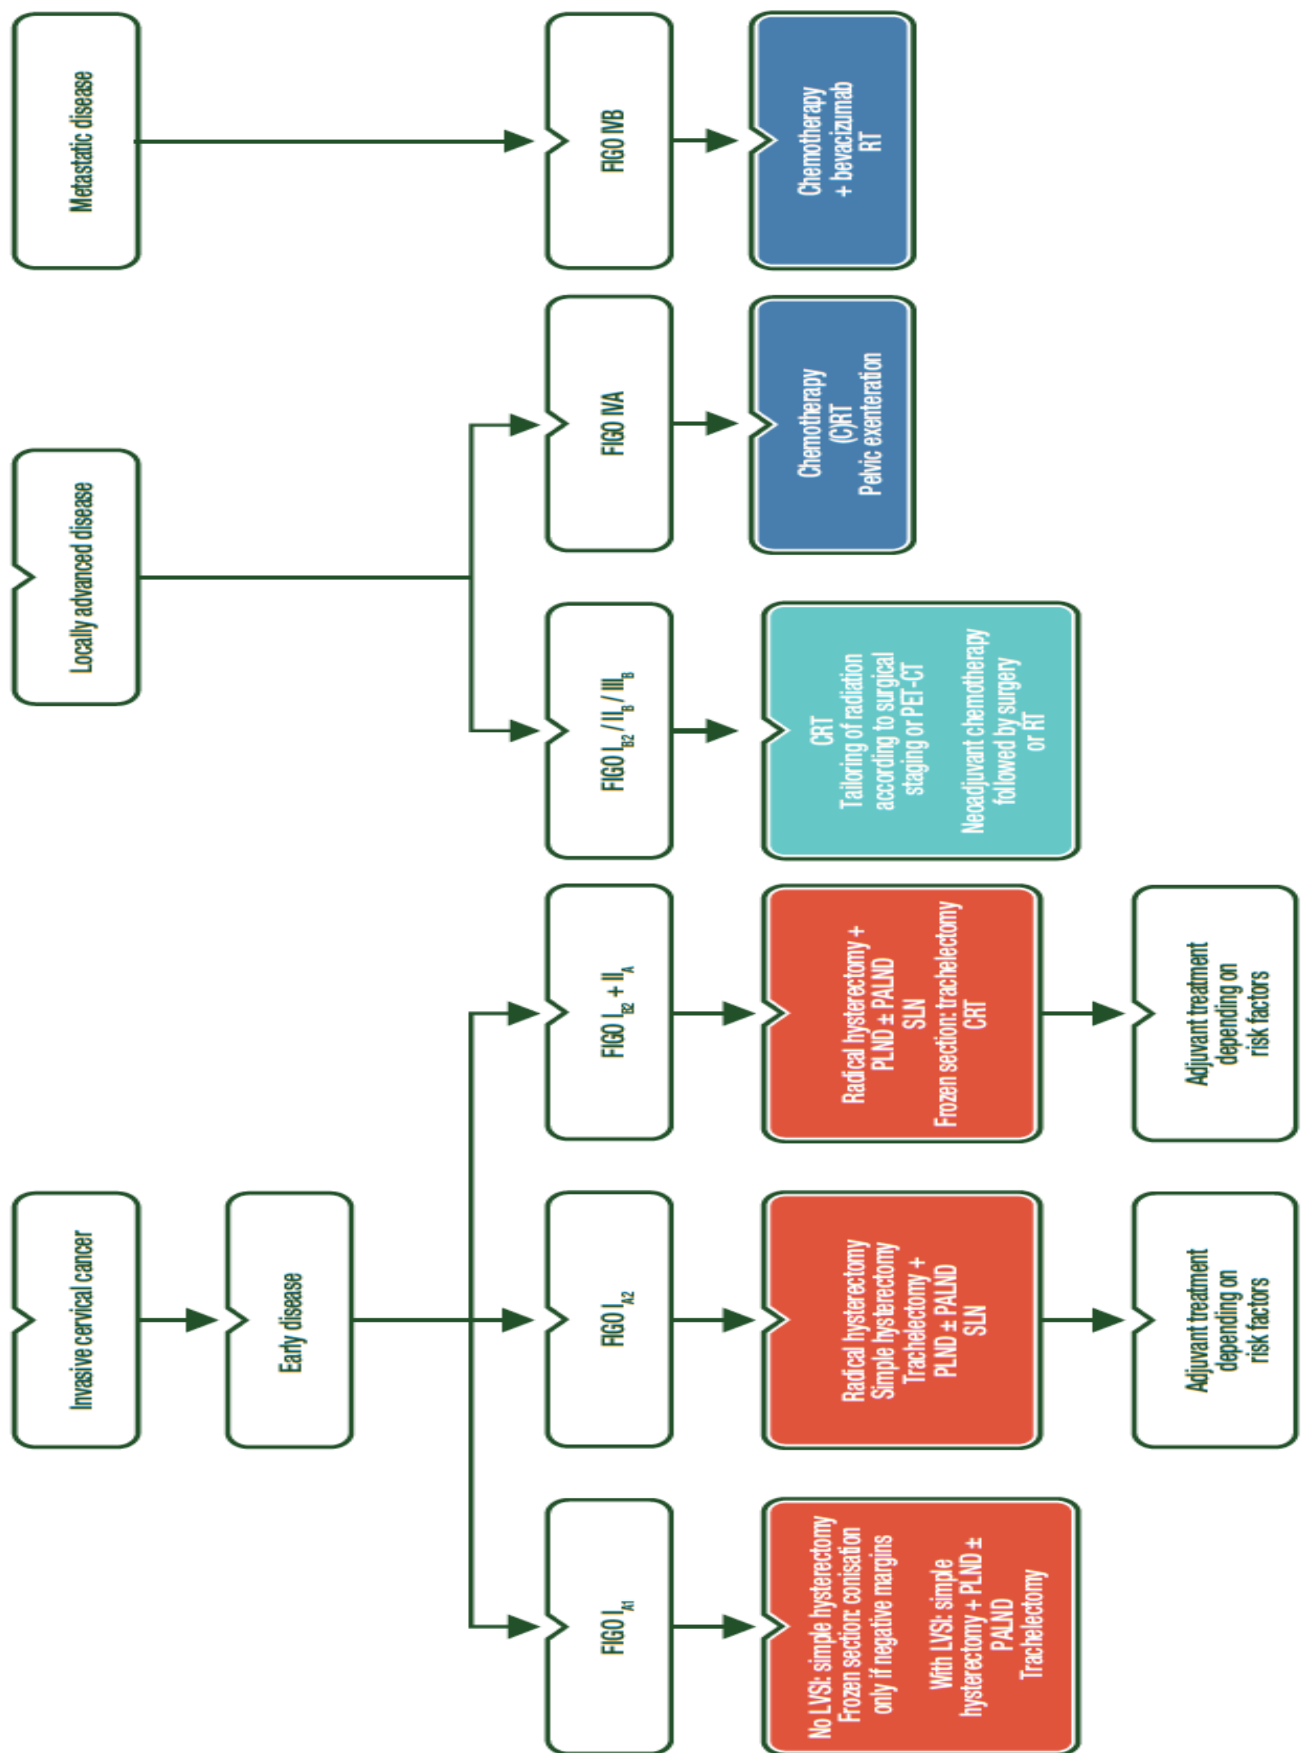 Invasive cervical cancer
Locally advanced disease
Metastatic disease
Early disease
FIGO IA1
FIGO IA2
FIGO IB2 + IIA
FIGO IB2 / IIB / IIIB
FIGO IVA
FIGO IVB
No LVSI: simple hysterectomy
Frozen section: conisation
only if negative margins
With LVSI: simple
hysterectomy + PLND ±
PALND
Trachelectomy
Radical hysterectomy
Simple hysterectomy
Trachelectomy +
PLND ± PALND
SLN
Radical hysterectomy +
PLND ± PALND
SLN
Frozen section: trachelectomy
CRT
CRT
Tailoring of radiation
according to surgical
staging or PET-CT
Neoadjuvant chemotherapy
followed by surgery
or RT
Chemotherapy
(C)RT
Pelvic exenteration
Chemotherapy
+ bevacizumab
RT
Adjuvant treatment
depending on
risk factors
Adjuvant treatment
depending on
risk factors